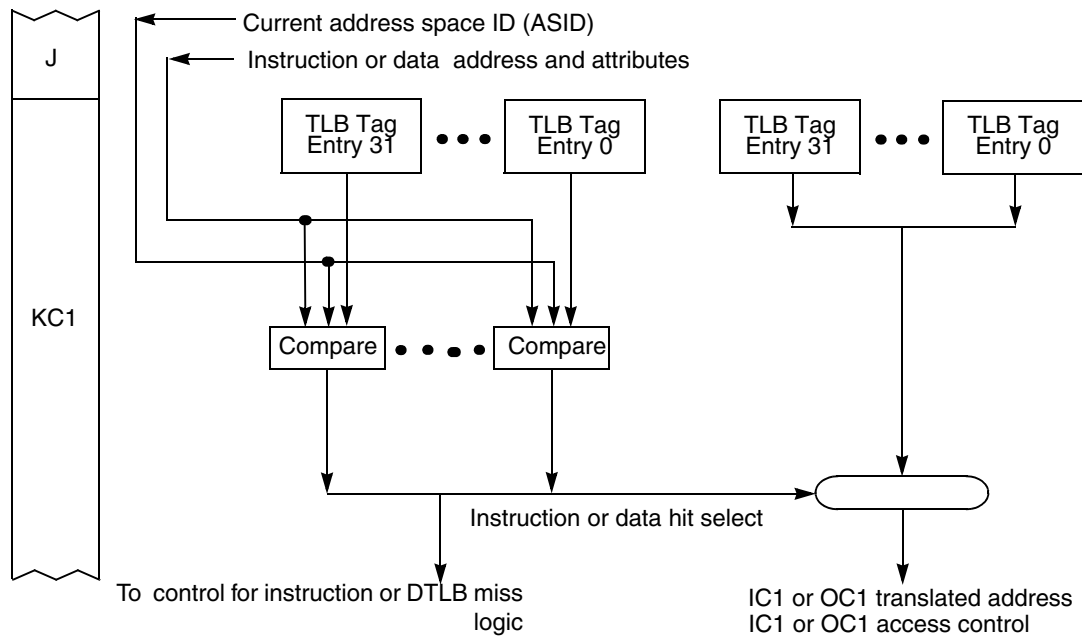 Current address space ID (ASID)
J
Instruction or data address and attributes
TLB Tag
Entry 31
TLB Tag
Entry 0
TLB Tag
Entry 31
TLB Tag
Entry 0
KC1
Compare
Compare
Instruction or data hit select
To control for instruction or DTLB miss
logic
IC1 or OC1 translated address
IC1 or OC1 access control